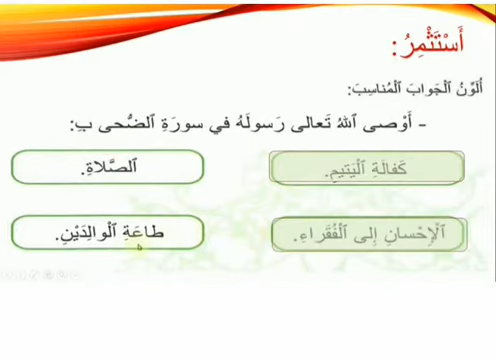 أَسْتَثْمِرُ:
أُلَوِّنُ ٱلْجَوابَ ٱلْمُناسِبَ:
- أَوْصى ٱللهُ تَعالى رَسولَهُ في سورَةِ ٱلضُّحى بِـ:
كَفالَةِ ٱلْيَتيمِ.
ٱلصَّلاةِ.
ٱلْإِحْسانِ إِلى ٱلْفُقَراءِ.
طاعَةِ ٱلْوالِدَيْنِ.